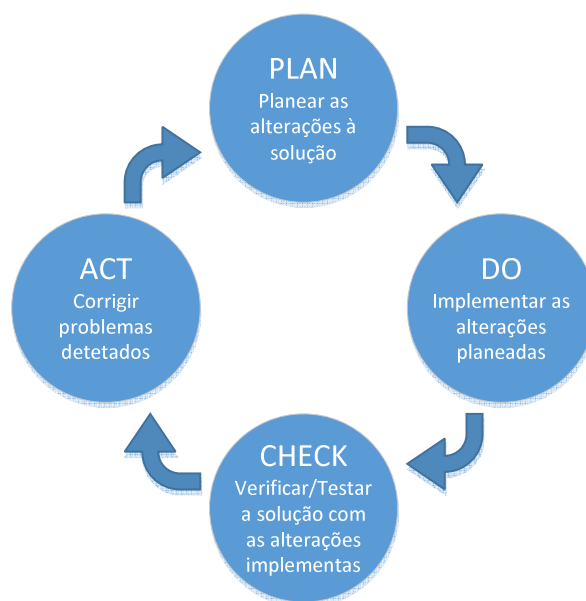 PLAN
Planear as
alterações à
solução
DO
Implementar as
alterações
planeadas
CHECK
Verificar/Testar
a solução com
as alterações
implementas
ACT
Corrigir
problemas
detetados